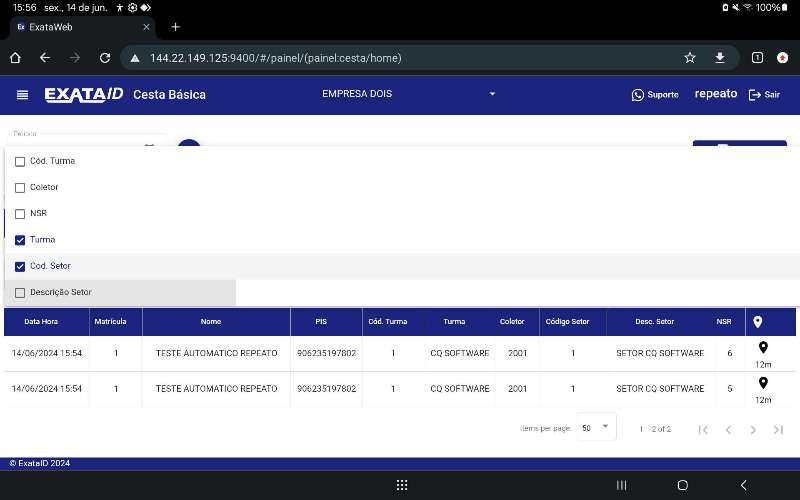 15:56 sex., 14 de jun. 100%
Ex ExataWeb
144.22.149.125:9400/#/painel/(painel:cesta/home) 1
EXATAID Cesta Básica EMPRESA DOIS Suporte repeato Sair
Período
Cód. Turma
Coletor
NSR
Turma
Cod. Setor
Descrição Setor
Data Hora Matrícula Nome PIS Cód. Turma Turma Coletor Código Setor Desc. Setor NSR
14/06/2024 15:54 1 TESTE AUTOMATICO REPEATO 906235197802 1 CQ SOFTWARE 2001 1 SETOR CQ SOFTWARE 6 12m
14/06/2024 15:54 1 TESTE AUTOMATICO REPEATO 906235197802 1 CQ SOFTWARE 2001 1 SETOR CQ SOFTWARE 5 12m
Items per page: 50 1 – 2 of 2
© ExataID 2024